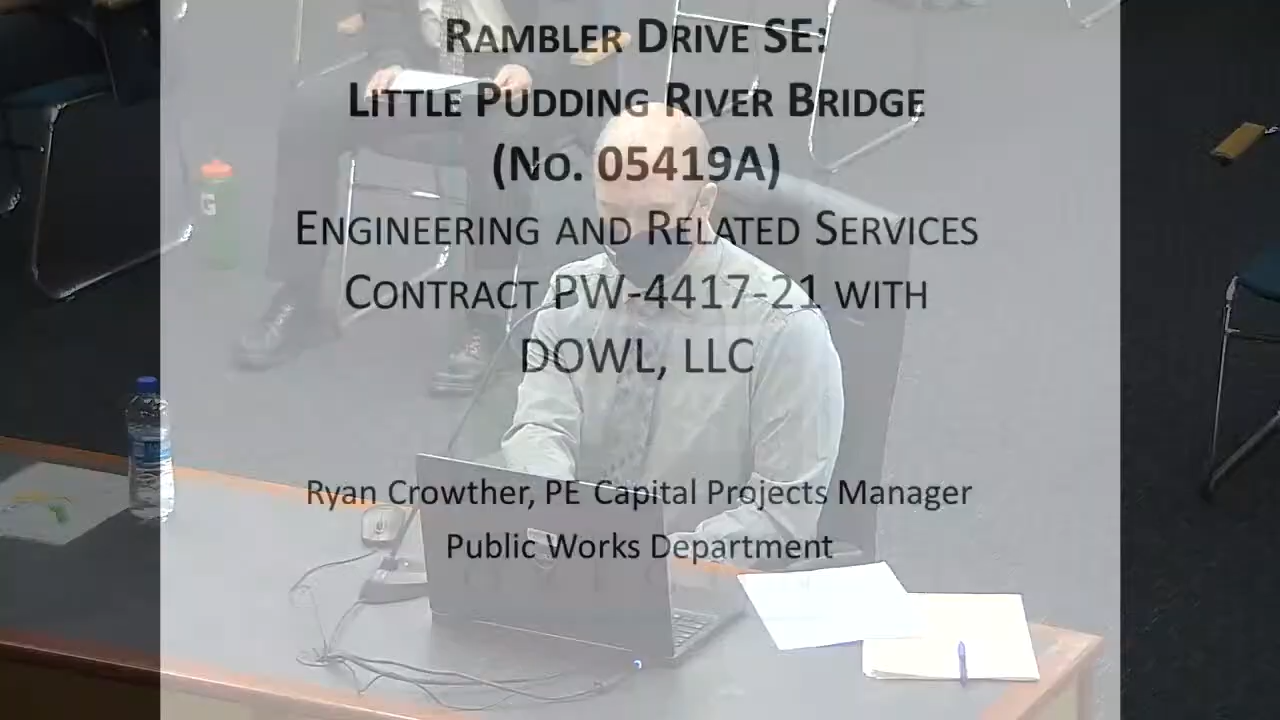 RAMBLER DRIVE SE:
LITTLE PUDDING RIVER BRIDGE
(NO. 05419A)
ENGINEERING AND RELATED SERVICES
CONTRACT PW-4417-21 WITH
DOWL, LLC
Ryan Crowther, PE Capital Projects Manager
Public Works Department
G